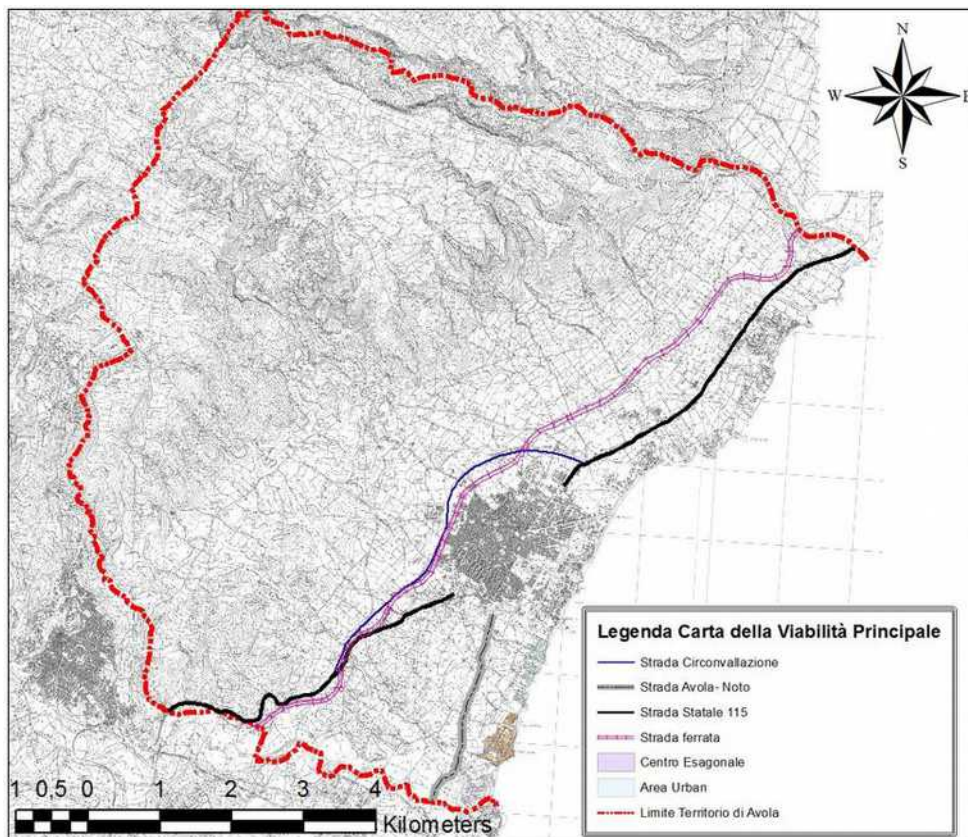 N
W E
S
Legenda Carta della Viabilità Principale
Strada Circonvallazione
Strada Avola- Noto
Strada Statale 115
Strada ferrata
Centro Esagonale
Area Urban
Limite Territorio di Avola
1 0,5 0 1 2 3 4
Kilometers